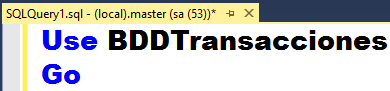 SQLQuery1.sql - (local).master (sa (53))*
Use BDDTransacciones
Go